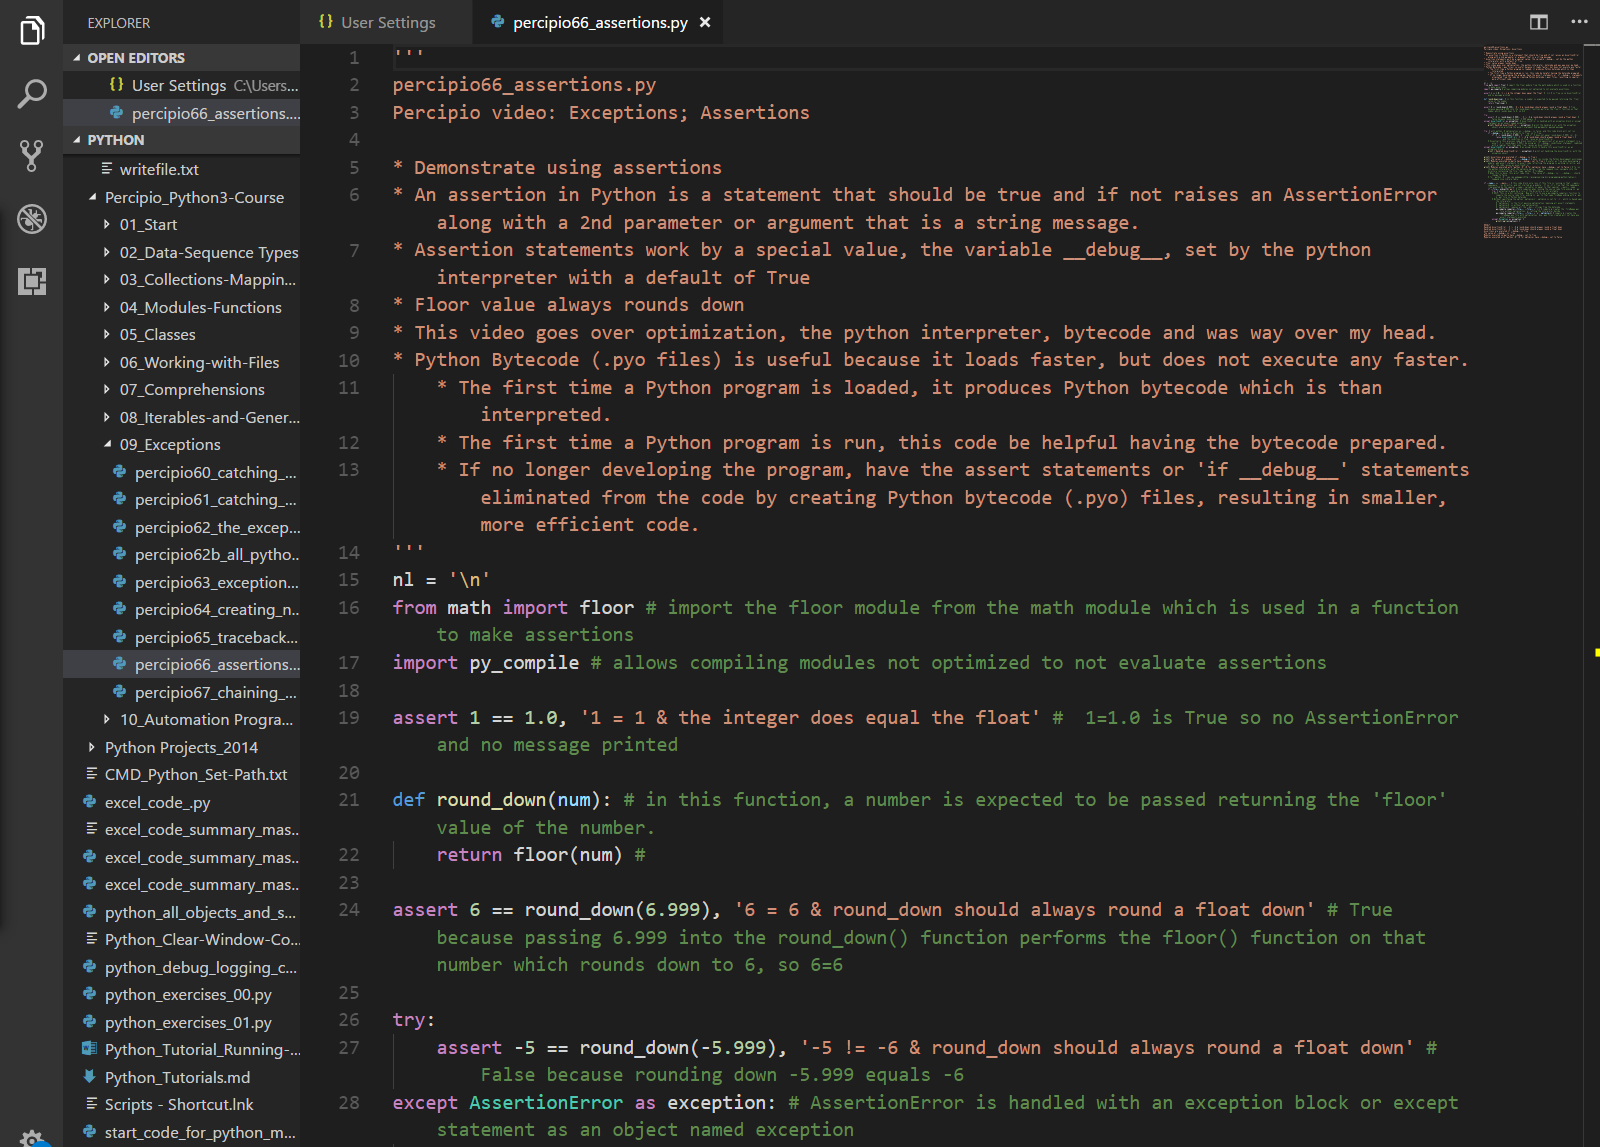 EXPLORER
OPEN EDITORS
{} User Settings C:\Users...
percipio66_assertions....
PYTHON
writefile.txt
Percipio_Python3-Course
01_Start
02_Data-Sequence Types
03_Collections-Mappin...
04_Modules-Functions
05_Classes
06_Working-with-Files
07_Comprehensions
08_Iterables-and-Gener...
09_Exceptions
percipio60_catching_...
percipio61_catching_...
percipio62_the_excep...
percipio62b_all_pytho...
percipio63_exception...
percipio64_creating_n...
percipio65_traceback...
percipio66_assertions...
percipio67_chaining_...
10_Automation Progra...
Python Projects_2014
CMD_Python_Set-Path.txt
excel_code_.py
excel_code_summary_mas...
excel_code_summary_mas...
excel_code_summary_mas...
python_all_objects_and_s...
Python_Clear-Window-Co...
python_debug_logging_c...
python_exercises_00.py
python_exercises_01.py
Python_Tutorial_Running-...
Python_Tutorials.md
Scripts - Shortcut.lnk
start_code_for_python_m...
{} User Settings
percipio66_assertions.py ×
1 '''
2 percipio66_assertions.py
3 Percipio video: Exceptions; Assertions
4
5 * Demonstrate using assertions
6 * An assertion in Python is a statement that should be true and if not raises an AssertionError
along with a 2nd parameter or argument that is a string message.
7 * Assertion statements work by a special value, the variable __debug__, set by the python
interpreter with a default of True
8 * Floor value always rounds down
9 * This video goes over optimization, the python interpreter, bytecode and was way over my head.
10 * Python Bytecode (.pyo files) is useful because it loads faster, but does not execute any faster.
11 * The first time a Python program is loaded, it produces Python bytecode which is than
interpreted.
12 * The first time a Python program is run, this code be helpful having the bytecode prepared.
13 * If no longer developing the program, have the assert statements or 'if __debug__' statements
eliminated from the code by creating Python bytecode (.pyo) files, resulting in smaller,
more efficient code.
14 '''
15 nl = '\n'
16 from math import floor # import the floor module from the math module which is used in a function
to make assertions
17 import py_compile # allows compiling modules not optimized to not evaluate assertions
18
19 assert 1 == 1.0, '1 = 1 & the integer does equal the float' #  1=1.0 is True so no AssertionError
and no message printed
20
21 def round_down(num): # in this function, a number is expected to be passed returning the 'floor'
value of the number.
22 return floor(num) #
23
24 assert 6 == round_down(6.999), '6 = 6 & round_down should always round a float down' # True
because passing 6.999 into the round_down() function performs the floor() function on that
number which rounds down to 6, so 6=6
25
26 try:
27 assert -5 == round_down(-5.999), '-5 != -6 & round_down should always round a float down' #
False because rounding down -5.999 equals -6
28 except AssertionError as exception: # AssertionError is handled with an exception block or except
statement as an object named exception